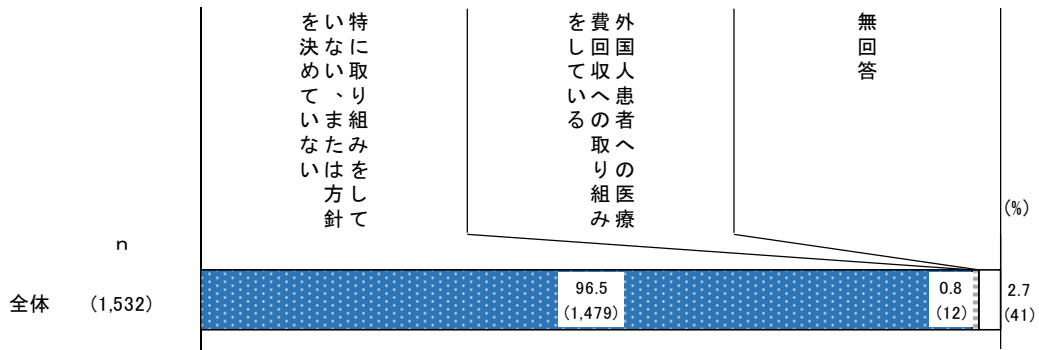 特に取り組みをして
いない、または方針
を決めていない
外国人患者への医療
費回収への取り組み
をしている
無回答
(%)
n
全体 (1,532)
96.5
(1,479)
0.8
(12)
2.7
(41)